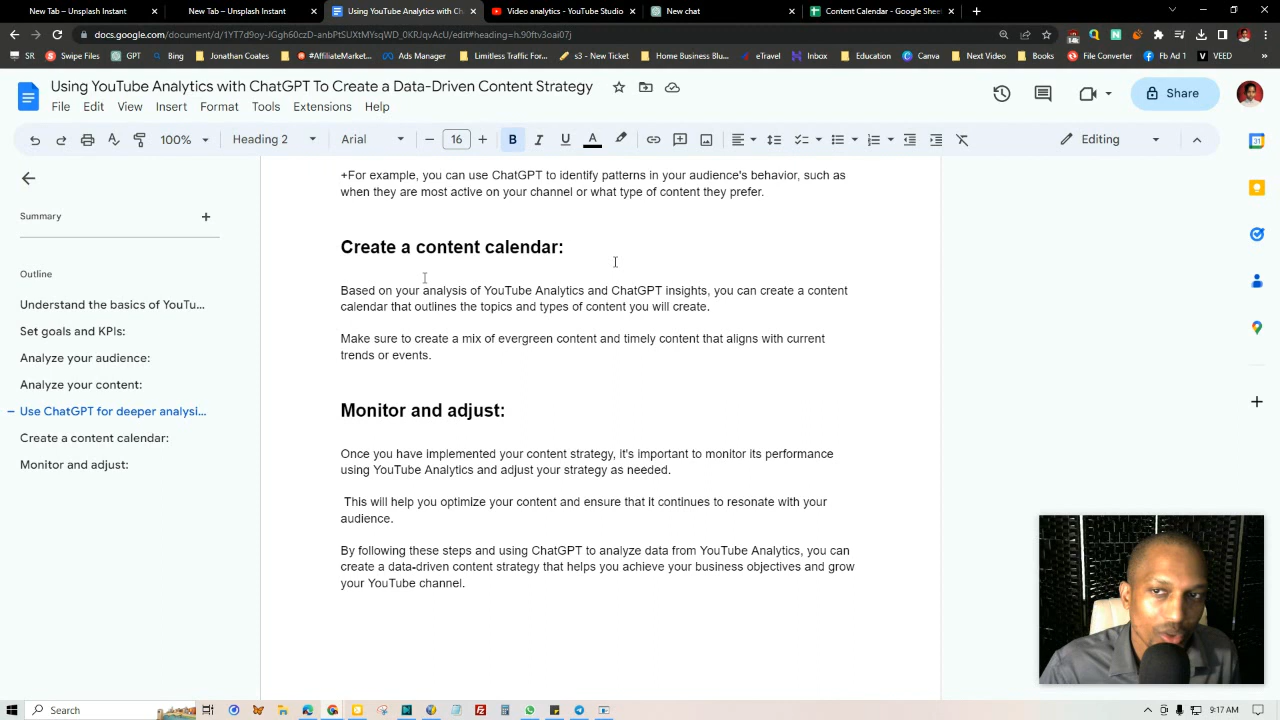 New Tab – Unsplash Instant
New Tab – Unsplash Instant
Using YouTube Analytics with Ch
Video analytics - YouTube Studio
New chat
Content Calendar - Google Shee
docs.google.com/document/d/1YT7d9oy-JGgh60czD-anbPtSUXtMYsqWD_0KRJqvAcU/edit#heading=h.90ftv3oai07j
SR
Swipe Files
GPT
Bing
Jonathan Coates
#AffiliateMarket...
Ads Manager
Limitless Traffic For...
s3 - New Ticket
Home Business Blu...
eTravel
Inbox
Education
Canva
Next Video
File Converter
Fb Ad 1
VEED
Using YouTube Analytics with ChatGPT To Create a Data-Driven Content Strategy
File Edit View Insert Format Tools Extensions Help
Share
100%
Heading 2
Arial
16
B
I
U
A
Editing
Summary
Outline
Understand the basics of YouTu...
Set goals and KPIs:
Analyze your audience:
Analyze your content:
Use ChatGPT for deeper analysi...
Create a content calendar:
Monitor and adjust:
+For example, you can use ChatGPT to identify patterns in your audience's behavior, such as
when they are most active on your channel or what type of content they prefer.
Create a content calendar:
Based on your analysis of YouTube Analytics and ChatGPT insights, you can create a content
calendar that outlines the topics and types of content you will create.
Make sure to create a mix of evergreen content and timely content that aligns with current
trends or events.
Monitor and adjust:
Once you have implemented your content strategy, it's important to monitor its performance
using YouTube Analytics and adjust your strategy as needed.
This will help you optimize your content and ensure that it continues to resonate with your
audience.
By following these steps and using ChatGPT to analyze data from YouTube Analytics, you can
create a data-driven content strategy that helps you achieve your business objectives and grow
your YouTube channel.
31
Search
9:17 AM